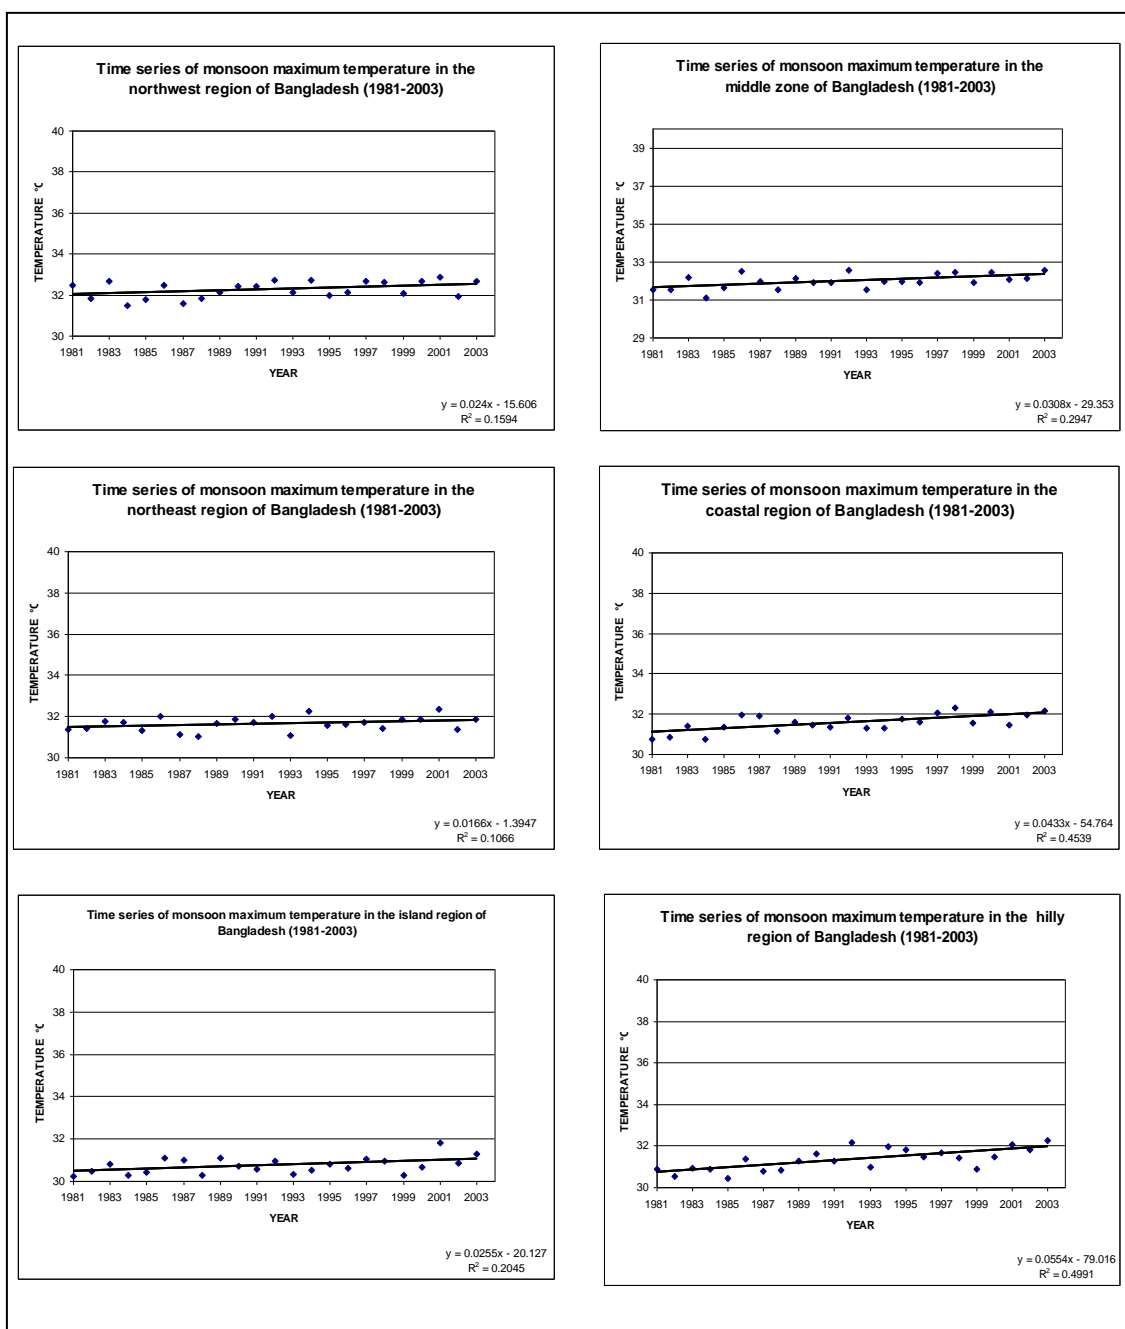 Time series of monsoon maximum temperature in the
northwest region of Bangladesh (1981-2003)
40
38
36
34
32
30
TEMPERATURE °C
1981 1983 1985 1987 1989 1991 1993 1995 1997 1999 2001 2003
YEAR
y = 0.024x - 15.606
R² = 0.1594
Time series of monsoon maximum temperature in the
middle zone of Bangladesh (1981-2003)
39
37
35
33
31
29
TEMPERATURE °C
1981 1983 1985 1987 1989 1991 1993 1995 1997 1999 2001 2003
YEAR
y = 0.0308x - 29.353
R² = 0.2947
Time series of monsoon maximum temperature in the
northeast region of Bangladesh (1981-2003)
40
38
36
34
32
30
TEMPERATURE °C
1981 1983 1985 1987 1989 1991 1993 1995 1997 1999 2001 2003
YEAR
y = 0.0166x - 1.3947
R² = 0.1066
Time series of monsoon maximum temperature in the
coastal region of Bangladesh (1981-2003)
40
38
36
34
32
30
TEMPERATURE °C
1981 1983 1985 1987 1989 1991 1993 1995 1997 1999 2001 2003
YEAR
y = 0.0433x - 54.764
R² = 0.4539
Time series of monsoon maximum temperature in the island region of
Bangladesh (1981-2003)
40
38
36
34
32
30
TEMPERATURE °C
1981 1983 1985 1987 1989 1991 1993 1995 1997 1999 2001 2003
YEAR
y = 0.0255x - 20.127
R² = 0.2045
Time series of monsoon maximum temperature in the hilly
region of Bangladesh (1981-2003)
40
38
36
34
32
30
TEMPERATURE °C
1981 1983 1985 1987 1989 1991 1993 1995 1997 1999 2001 2003
YEAR
y = 0.0554x - 79.016
R² = 0.4991